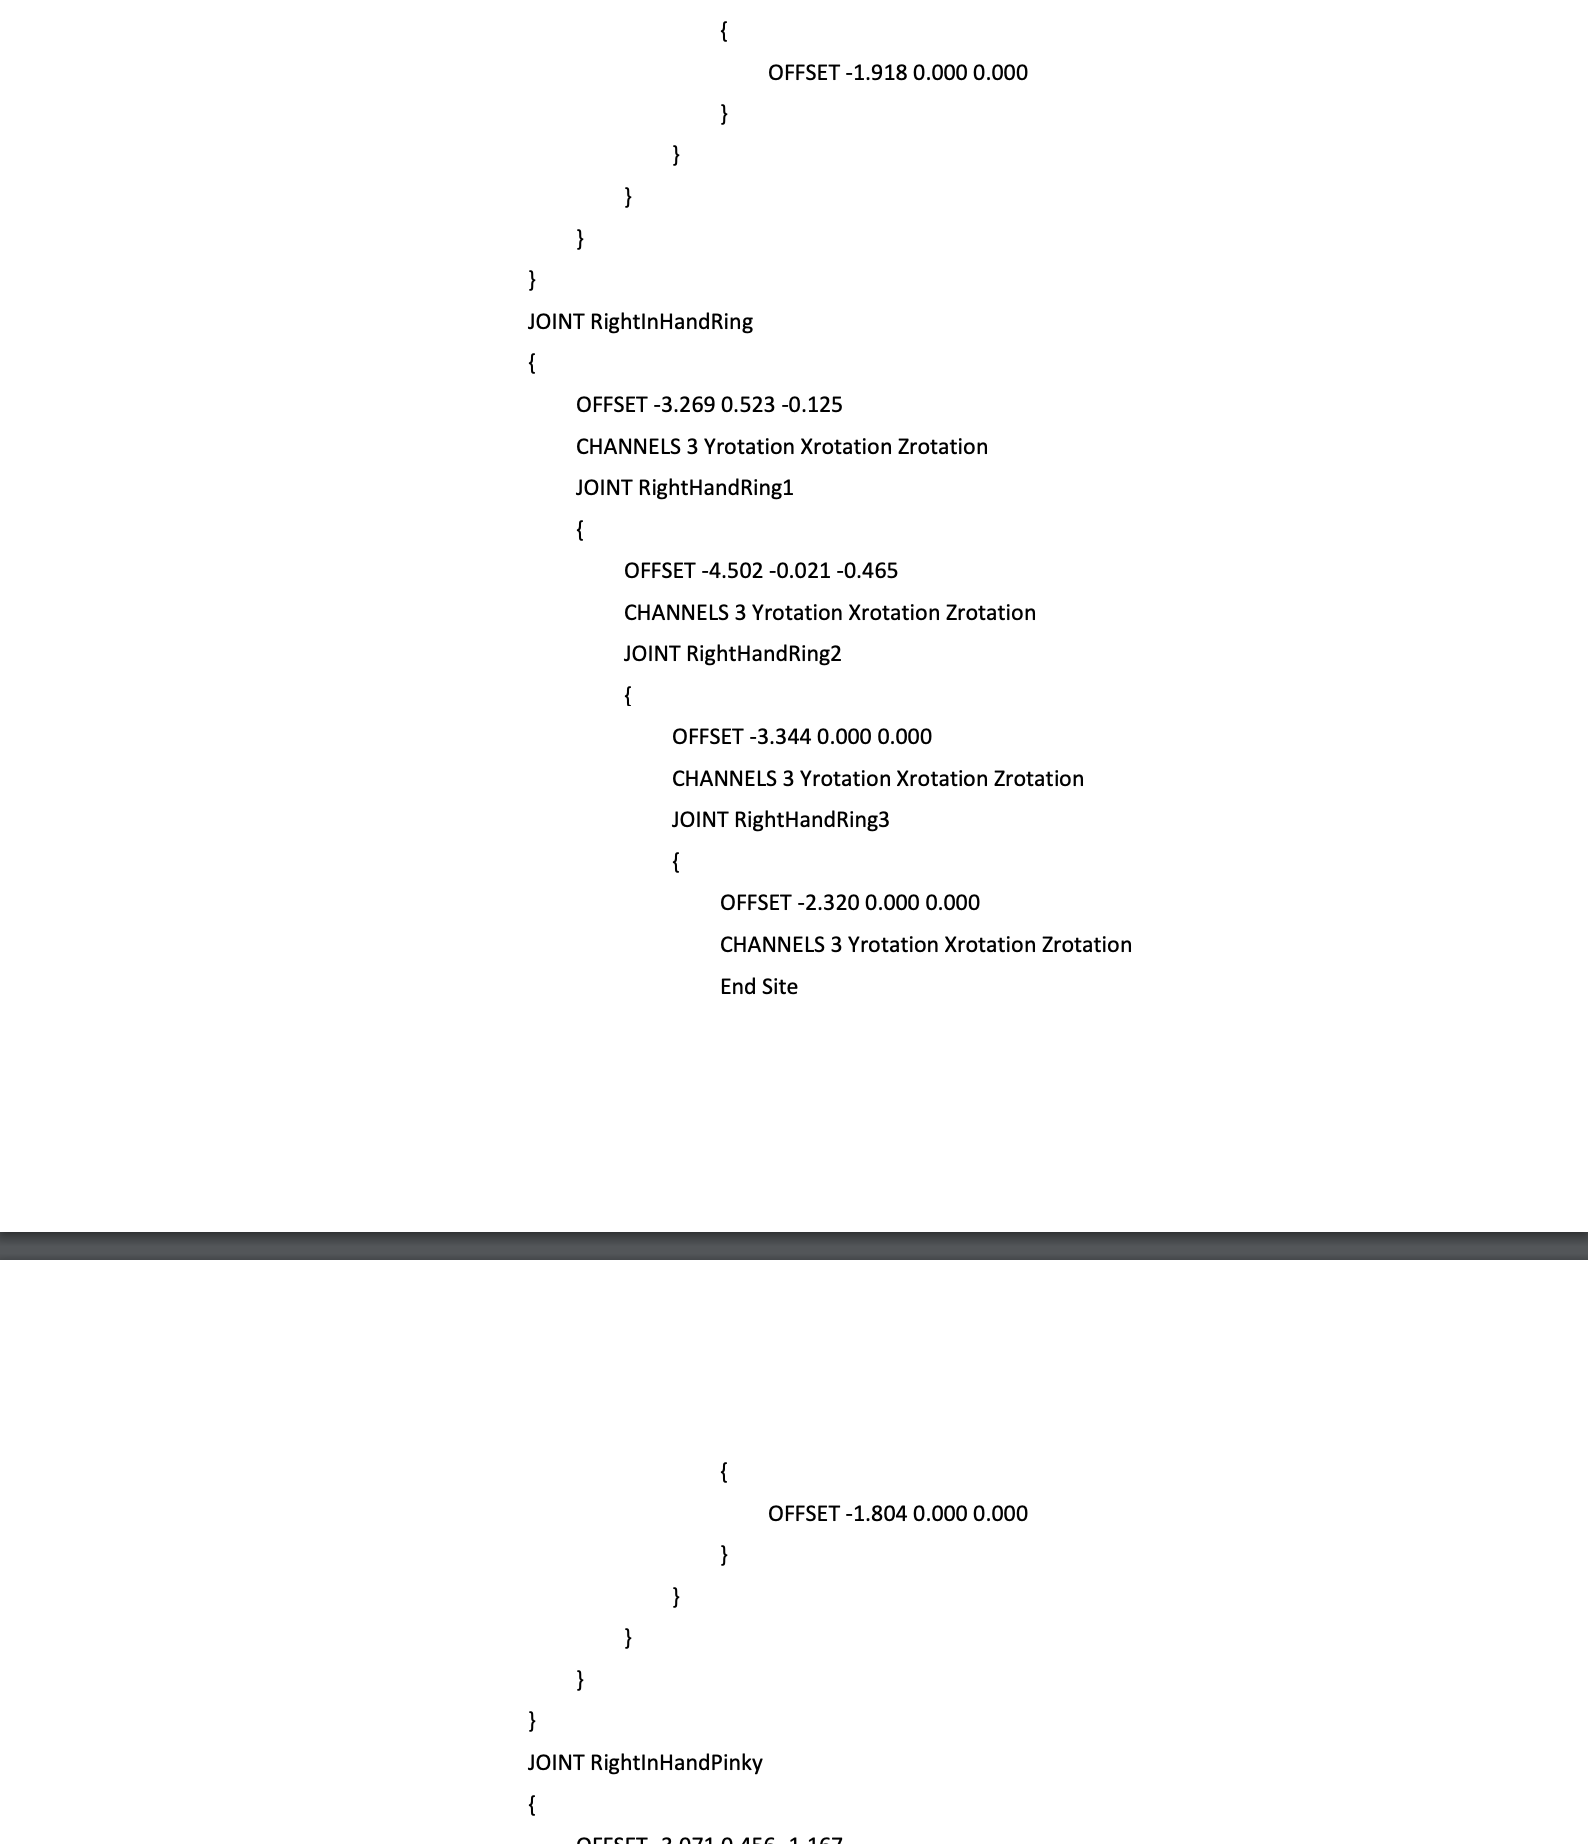 {
OFFSET -1.918 0.000 0.000
}
}
}
}
}
JOINT RightInHandRing
{
OFFSET -3.269 0.523 -0.125
CHANNELS 3 Yrotation Xrotation Zrotation
JOINT RightHandRing1
{
OFFSET -4.502 -0.021 -0.465
CHANNELS 3 Yrotation Xrotation Zrotation
JOINT RightHandRing2
{
OFFSET -3.344 0.000 0.000
CHANNELS 3 Yrotation Xrotation Zrotation
JOINT RightHandRing3
{
OFFSET -2.320 0.000 0.000
CHANNELS 3 Yrotation Xrotation Zrotation
End Site
{
OFFSET -1.804 0.000 0.000
}
}
}
}
}
JOINT RightInHandPinky
{
OFFSET